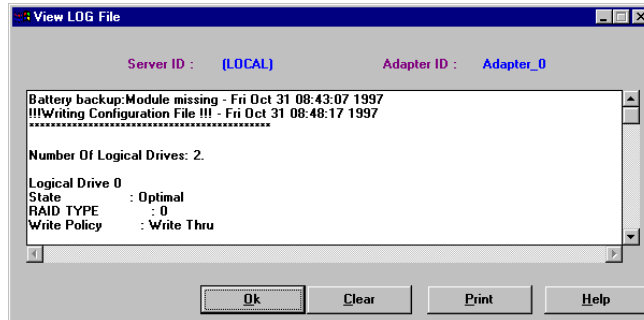 View LOG File
Server ID : (LOCAL) Adapter ID : Adapter_0
Battery backup:Module missing - Fri Oct 31 08:43:07 1997
!!!Writing Configuration File !!! - Fri Oct 31 08:48:17 1997
********************************************
Number Of Logical Drives: 2.
Logical Drive 0
State : Optimal
RAID TYPE : 0
Write Policy : Write Thru
Ok Clear Print Help